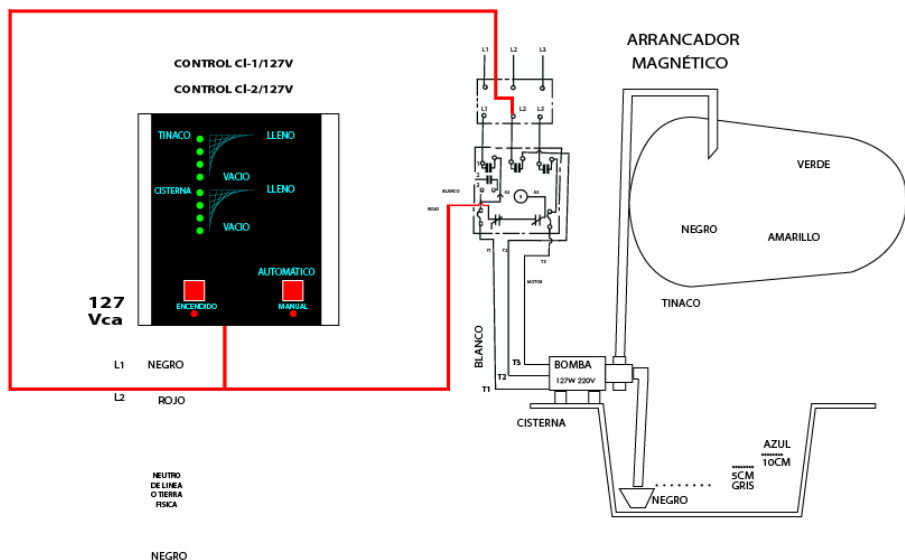 CONTROL CI-1/127V
CONTROL CI-2/127V
TINACO
LLENO
VACIO
CISTERNA
LLENO
VACIO
AUTOMÁTICO
ENCENDIDO
MANUAL
127
Vca
L1 NEGRO
L2 ROJO
NEUTRO
DE LINEA
O TIERRA
FISICA
NEGRO
L1 L2 L3
L1 L2 L3
BLANCO
ROJO
T1 T2 T3
MOTOR
BLANCO
T3
T2
T1
BOMBA
127W 220V
CISTERNA
ARRANCADOR
MAGNÉTICO
VERDE
NEGRO
AMARILLO
TINACO
AZUL
10CM
5CM
GRIS
NEGRO